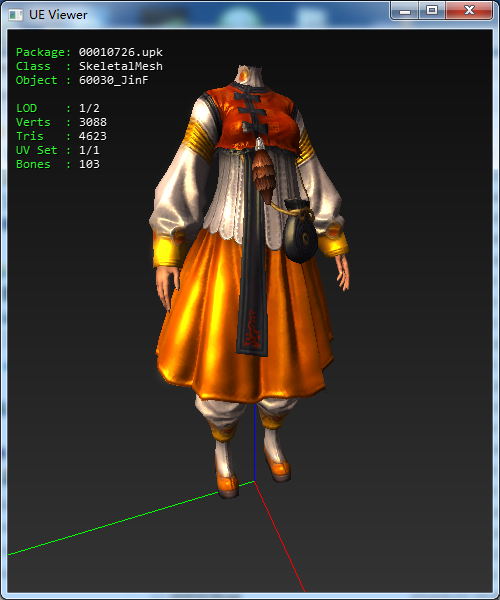 UE Viewer
Package: 00010726.upk
Class : SkeletalMesh
Object : 60030_JinF
LOD : 1/2
Verts : 3088
Tris : 4623
UV Set : 1/1
Bones : 103